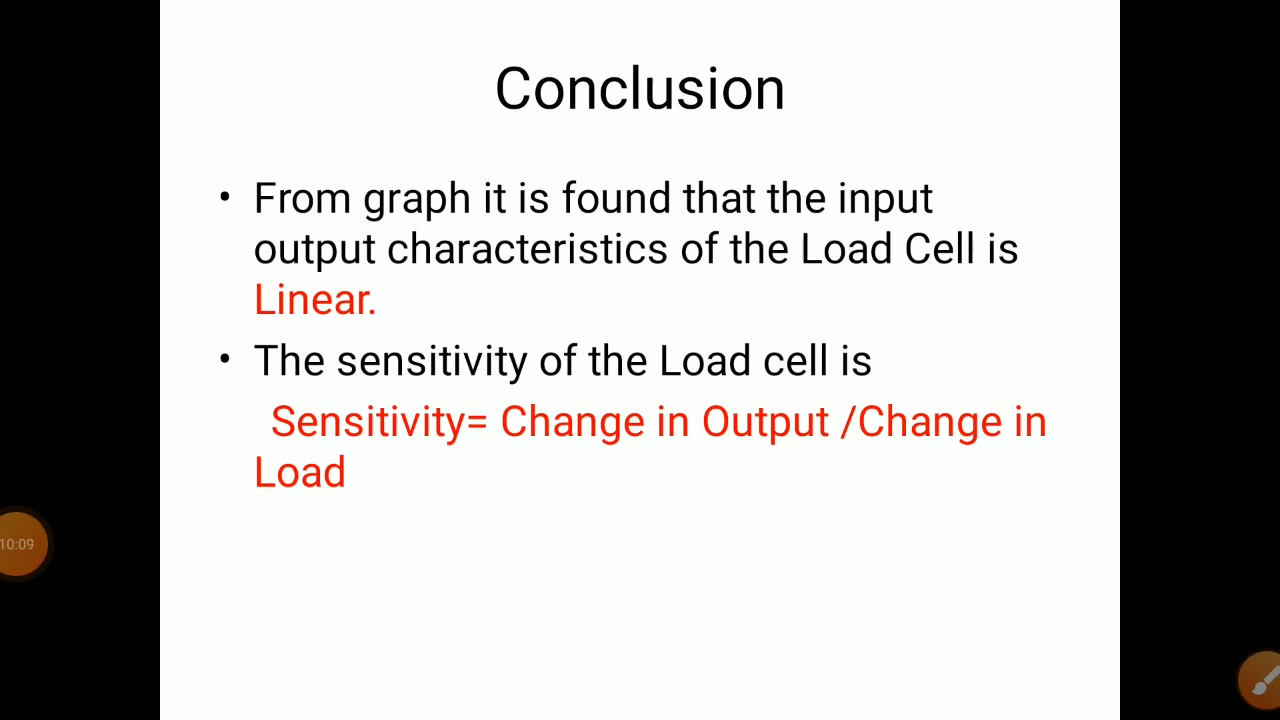 Conclusion
• From graph it is found that the input
output characteristics of the Load Cell is
Linear.
• The sensitivity of the Load cell is
Sensitivity= Change in Output /Change in
Load
10:09